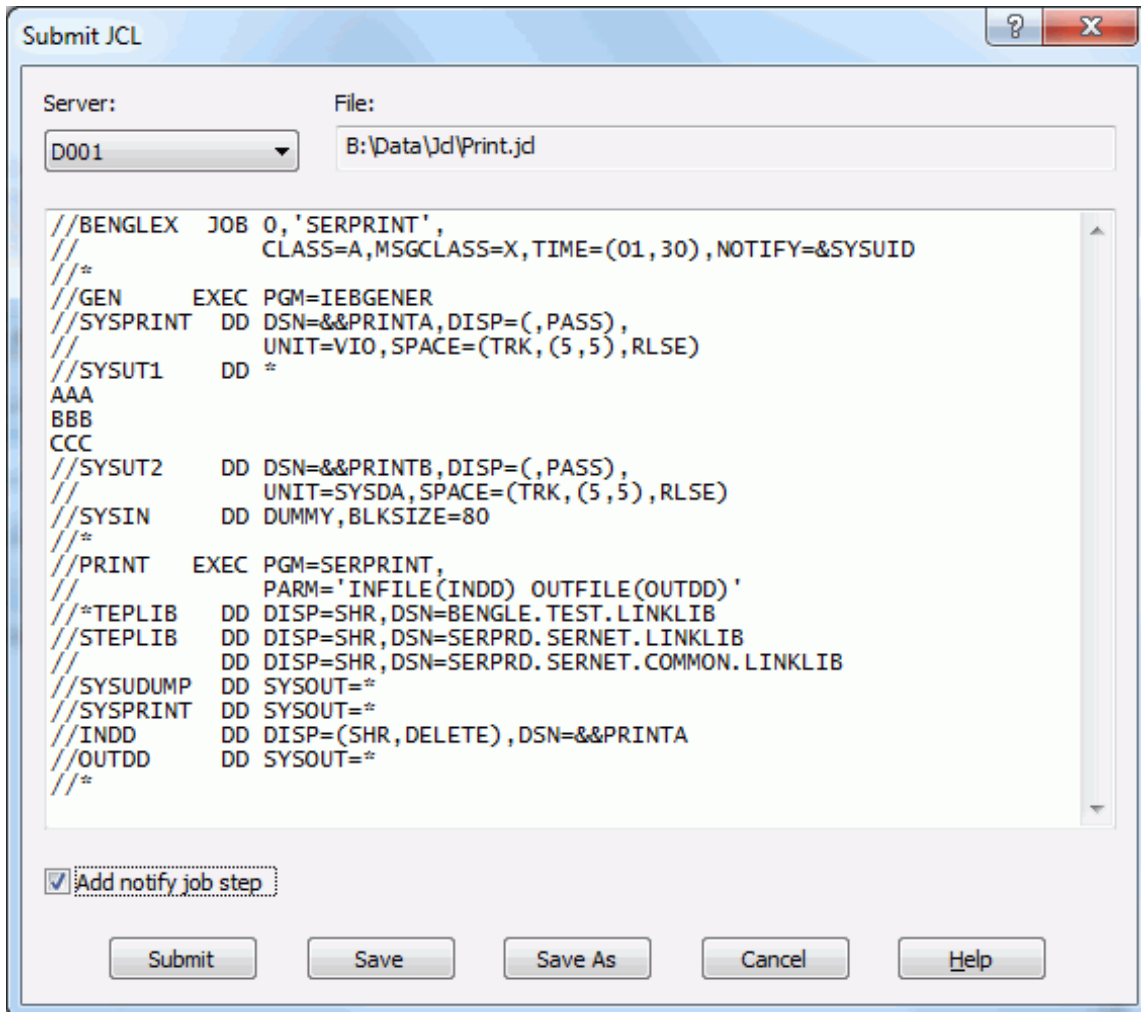 Submit JCL
Server: File:
D001 B:\Data\Jcl\Print.jcl
//BENGLEX  JOB 0,'SERPRINT',
//             CLASS=A,MSGCLASS=X,TIME=(01,30),NOTIFY=&SYSUID
//*
//GEN     EXEC PGM=IEBGENER
//SYSPRINT  DD DSN=&&PRINTA,DISP=(,PASS),
//             UNIT=VIO,SPACE=(TRK,(5,5),RLSE)
//SYSUT1    DD *
AAA
BBB
CCC
//SYSUT2    DD DSN=&&PRINTB,DISP=(,PASS),
//             UNIT=SYSDA,SPACE=(TRK,(5,5),RLSE)
//SYSIN     DD DUMMY,BLKSIZE=80
//*
//PRINT   EXEC PGM=SERPRINT,
//             PARM='INFILE(INDD) OUTFILE(OUTDD)'
//*TEPLIB   DD DISP=SHR,DSN=BENGLE.TEST.LINKLIB
//STEPLIB   DD DISP=SHR,DSN=SERPRD.SERNET.LINKLIB
//          DD DISP=SHR,DSN=SERPRD.SERNET.COMMON.LINKLIB
//SYSUDUMP  DD SYSOUT=*
//SYSPRINT  DD SYSOUT=*
//INDD      DD DISP=(SHR,DELETE),DSN=&&PRINTA
//OUTDD     DD SYSOUT=*
//*
Add notify job step
Submit Save Save As Cancel Help